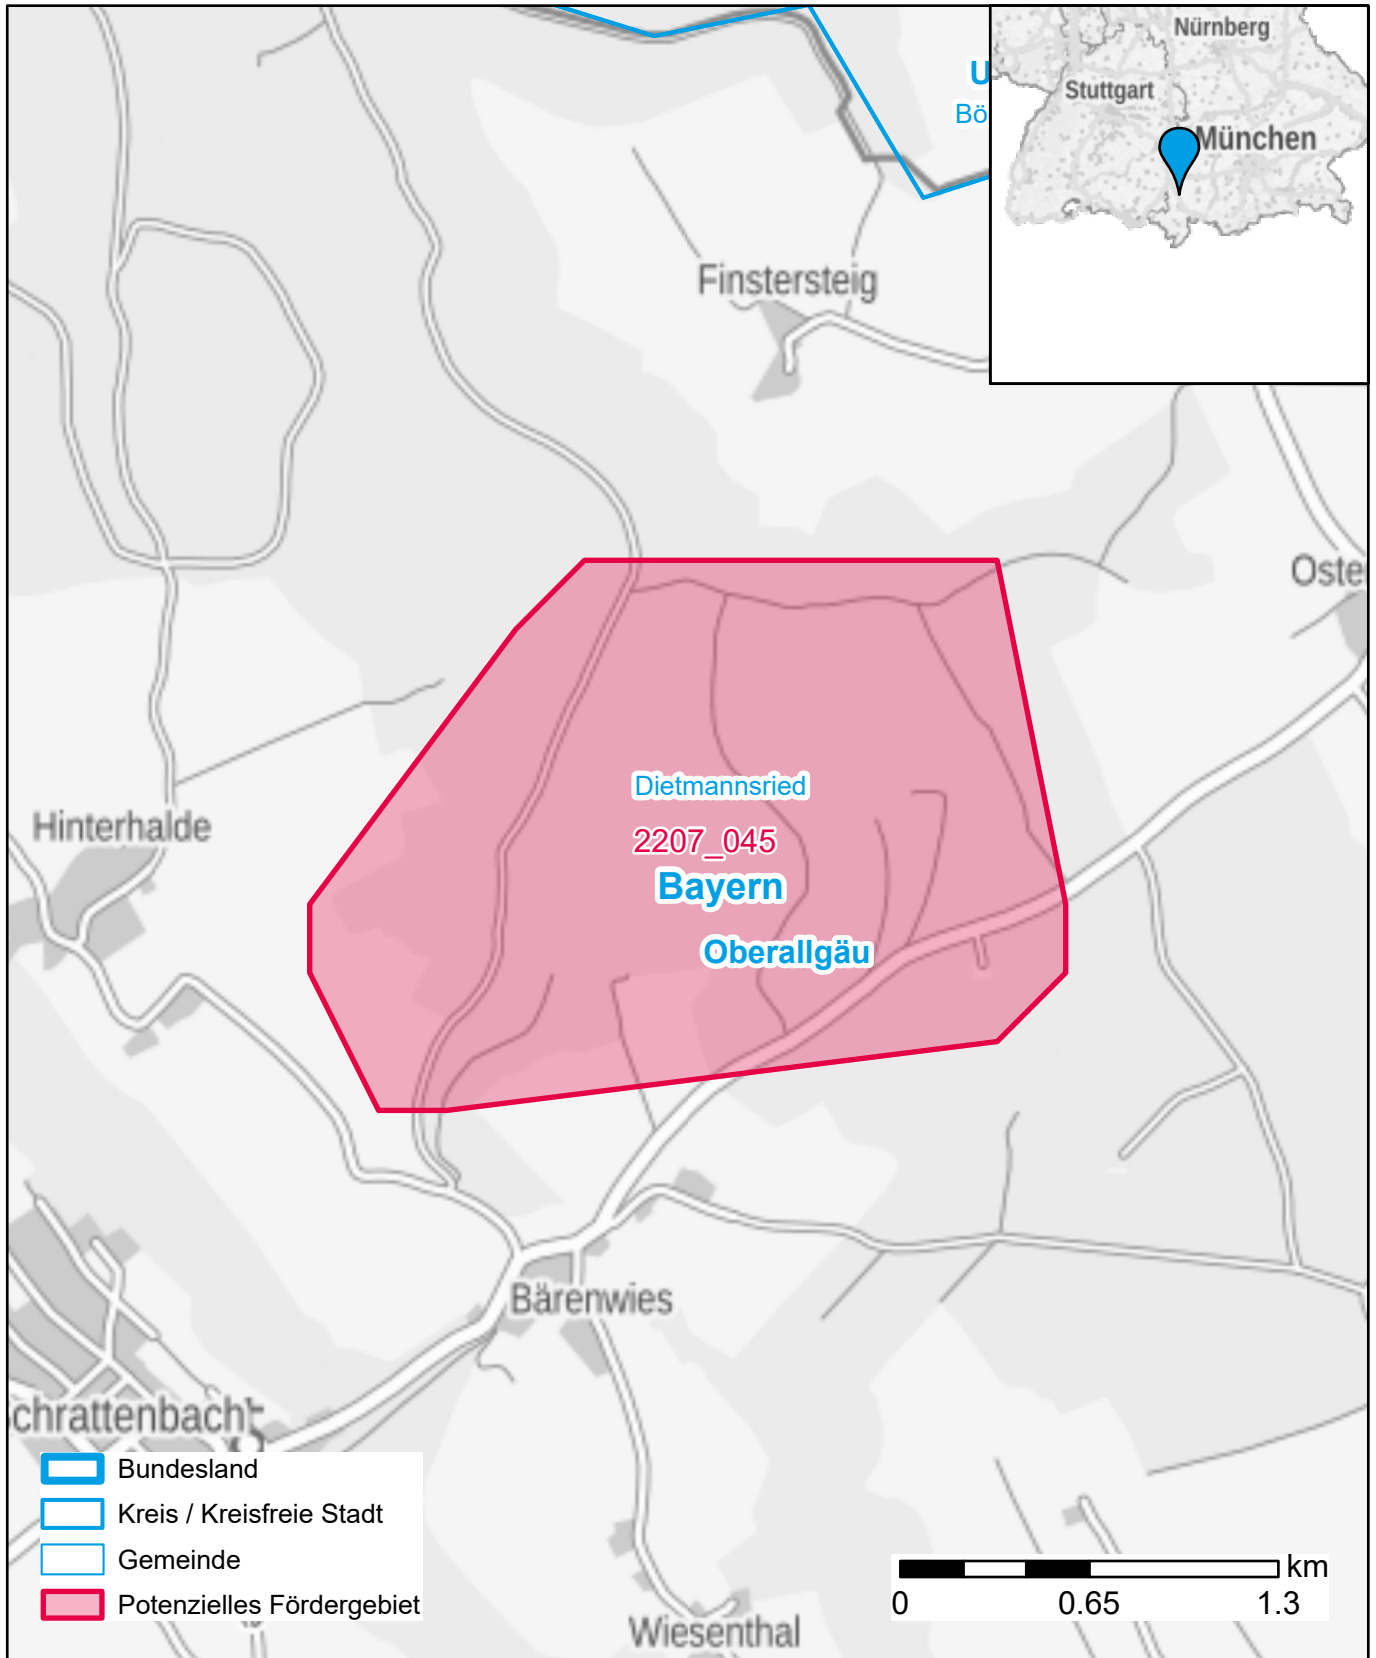 Nürnberg
Stuttgart
München
U
Bö
Finstersteig
Oste
Dietmannsried
2207_045
Bayern
Oberallgäu
Hinterhalde
Bärenwies
chrattenbach
Wiesenthal
Bundesland
Kreis / Kreisfreie Stadt
Gemeinde
Potenzielles Fördergebiet
km
0 0.65 1.3